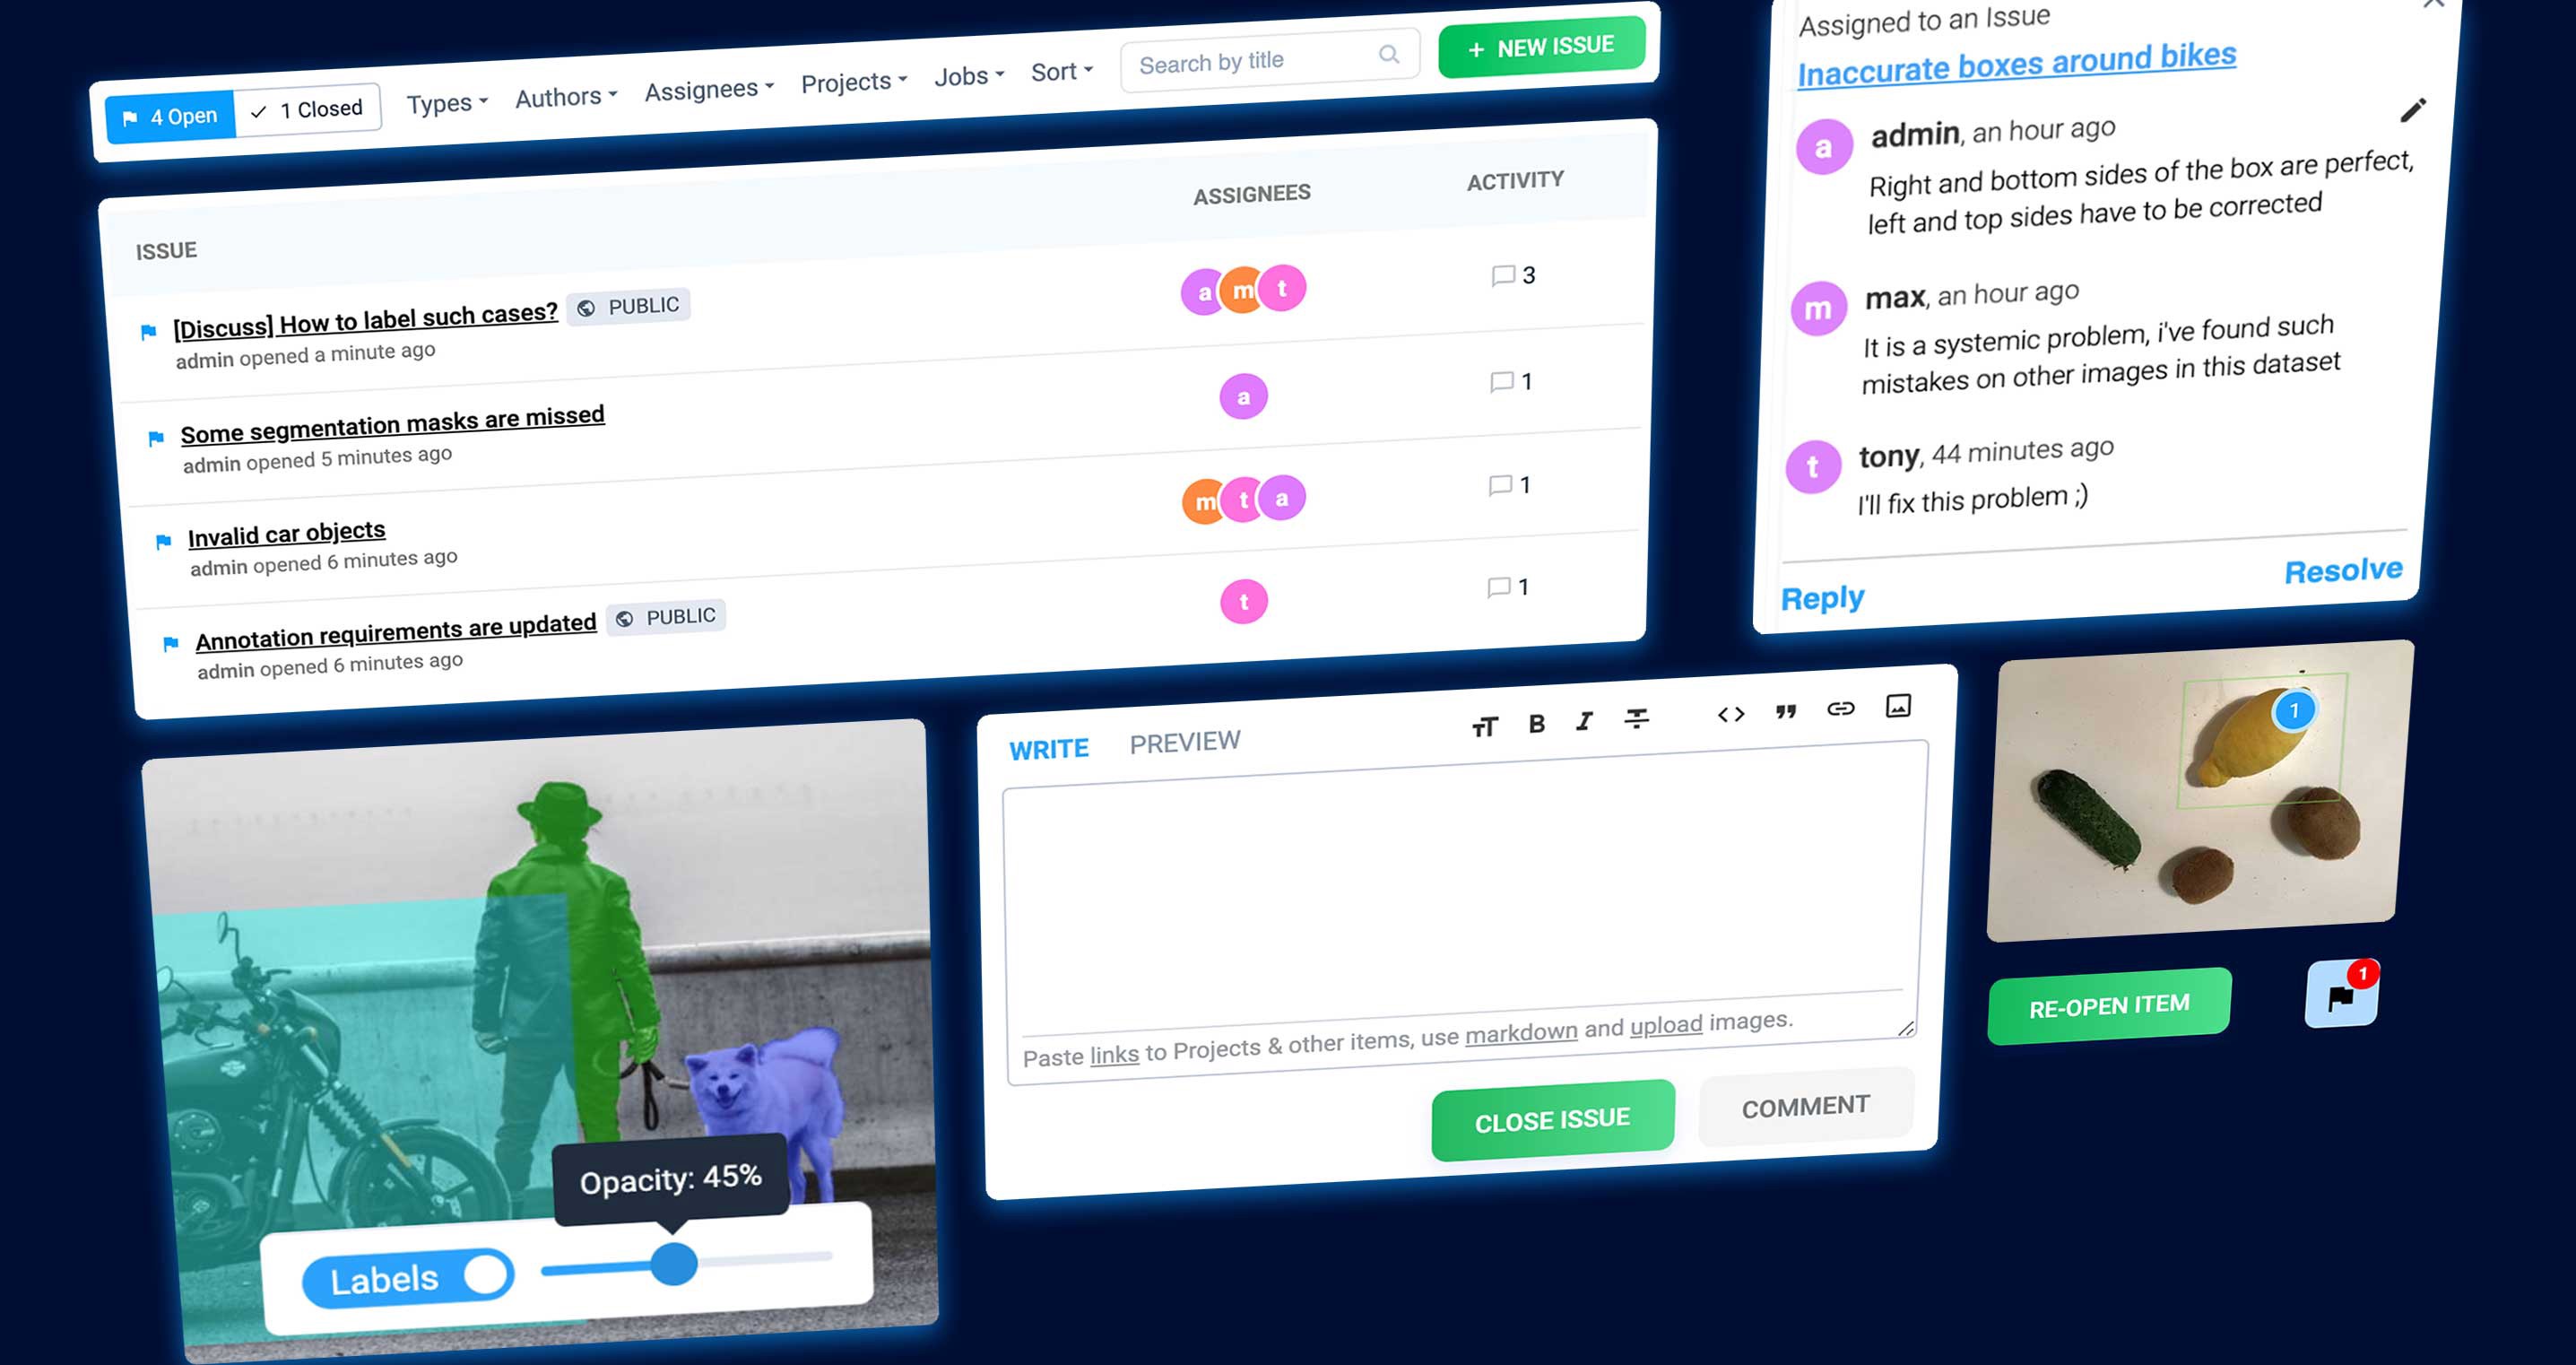 4 Open
1 Closed
Types
Authors
Assignees
Projects
Jobs
Sort
Search by title
+ NEW ISSUE
ISSUE
ASSIGNEES
ACTIVITY
[Discuss] How to label such cases?
PUBLIC
admin opened a minute ago
a
m
t
3
Some segmentation masks are missed
admin opened 5 minutes ago
a
1
Invalid car objects
admin opened 6 minutes ago
m
t
a
1
Annotation requirements are updated
PUBLIC
admin opened 6 minutes ago
t
1
Assigned to an Issue
Inaccurate boxes around bikes
a
admin, an hour ago
Right and bottom sides of the box are perfect,
left and top sides have to be corrected
m
max, an hour ago
It is a systemic problem, i've found such
mistakes on other images in this dataset
t
tony, 44 minutes ago
I'll fix this problem ;)
Reply
Resolve
Opacity: 45%
Labels
WRITE
PREVIEW
TT
B
I
T
Paste links to Projects & other items, use markdown and upload images.
CLOSE ISSUE
COMMENT
1
RE-OPEN ITEM
1